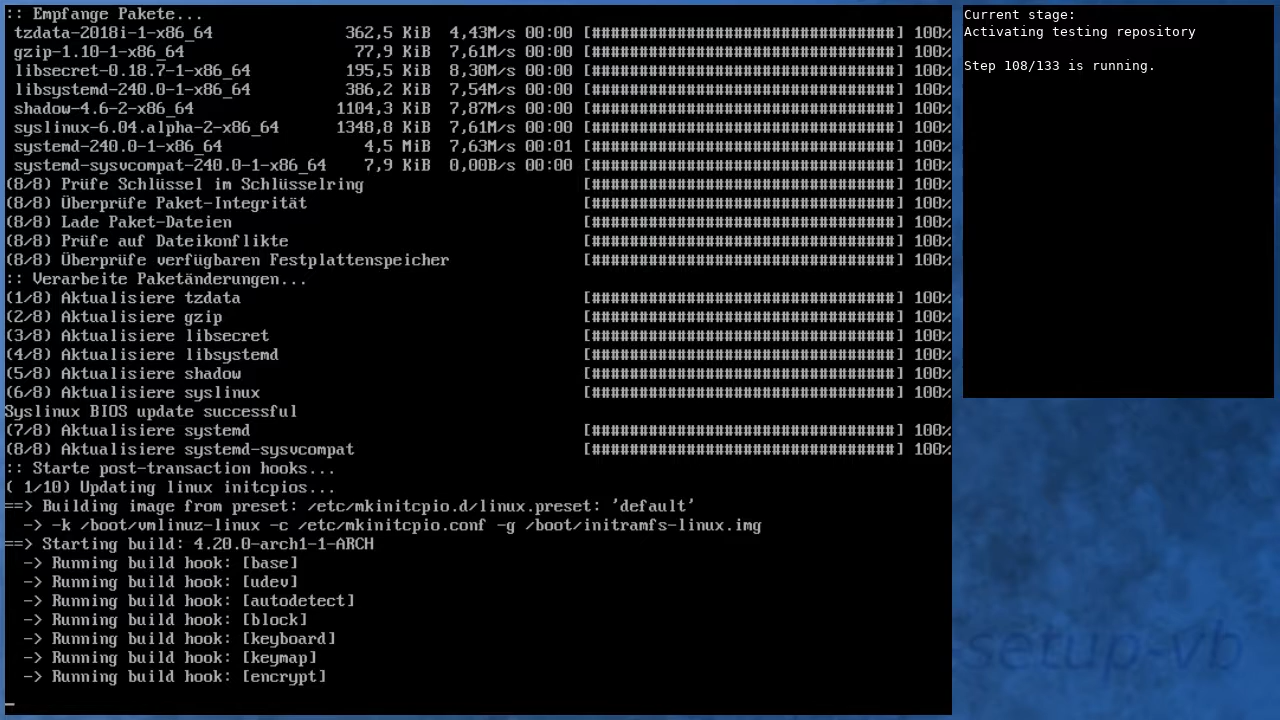 :: Empfange Pakete...
tzdata-2018i-1-x86_64 362,5 KiB 4,43M/s 00:00 [################################] 100%
gzip-1.10-1-x86_64 77,9 KiB 7,61M/s 00:00 [################################] 100%
libsecret-0.18.7-1-x86_64 195,5 KiB 8,30M/s 00:00 [################################] 100%
libsystemd-240.0-1-x86_64 386,2 KiB 7,54M/s 00:00 [################################] 100%
shadow-4.6-2-x86_64 1104,3 KiB 7,87M/s 00:00 [################################] 100%
syslinux-6.04.alpha-2-x86_64 1348,8 KiB 7,61M/s 00:00 [################################] 100%
systemd-240.0-1-x86_64 4,5 MiB 7,63M/s 00:01 [################################] 100%
systemd-sysvcompat-240.0-1-x86_64 7,9 KiB 0,00B/s 00:00 [################################] 100%
(8/8) Prüfe Schlüssel im Schlüsselring [################################] 100%
(8/8) Überprüfe Paket-Integrität [################################] 100%
(8/8) Lade Paket-Dateien [################################] 100%
(8/8) Prüfe auf Dateikonflikte [################################] 100%
(8/8) Überprüfe verfügbaren Festplattenspeicher [################################] 100%
:: Verarbeite Paketänderungen...
(1/8) Aktualisiere tzdata [################################] 100%
(2/8) Aktualisiere gzip [################################] 100%
(3/8) Aktualisiere libsecret [################################] 100%
(4/8) Aktualisiere libsystemd [################################] 100%
(5/8) Aktualisiere shadow [################################] 100%
(6/8) Aktualisiere syslinux [################################] 100%
Syslinux BIOS update successful
(7/8) Aktualisiere systemd [################################] 100%
(8/8) Aktualisiere systemd-sysvcompat [################################] 100%
:: Starte post-transaction hooks...
( 1/10) Updating linux initcpios...
==> Building image from preset: /etc/mkinitcpio.d/linux.preset: 'default'
-> -k /boot/vmlinuz-linux -c /etc/mkinitcpio.conf -g /boot/initramfs-linux.img
==> Starting build: 4.20.0-arch1-1-ARCH
-> Running build hook: [base]
-> Running build hook: [udev]
-> Running build hook: [autodetect]
-> Running build hook: [block]
-> Running build hook: [keyboard]
-> Running build hook: [keymap]
-> Running build hook: [encrypt]
_
Current stage:
Activating testing repository
Step 108/133 is running.
-setup-vb